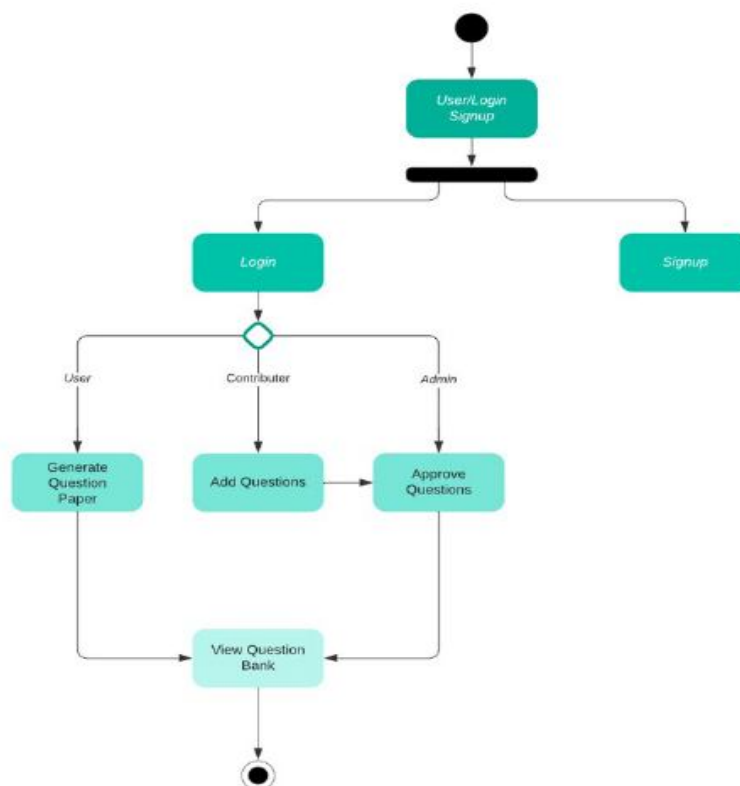 User/Login
Signup
Login
Signup
User
Contributer
Admin
Generate
Question
Paper
Add Questions
Approve
Questions
View Question
Bank